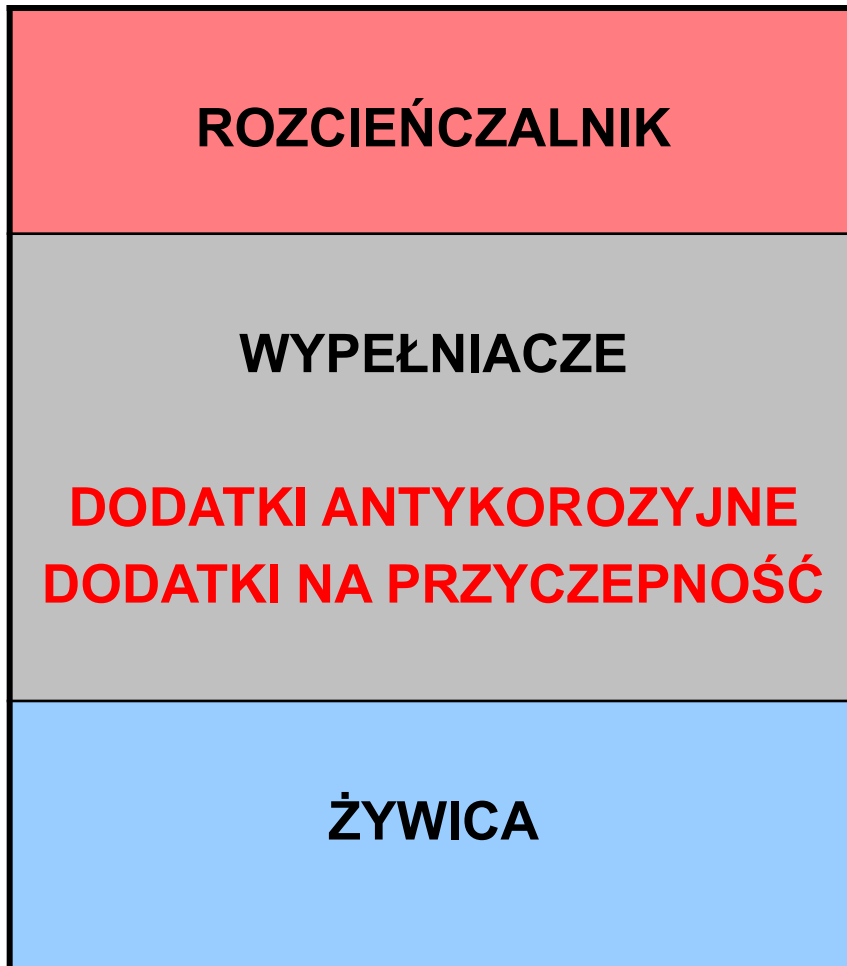 ROZCIEŃCZALNIK
WYPEŁNIACZE
DODATKI ANTYKOROZYJNE
DODATKI NA PRZYCZEPNOŚĆ
ŻYWICA